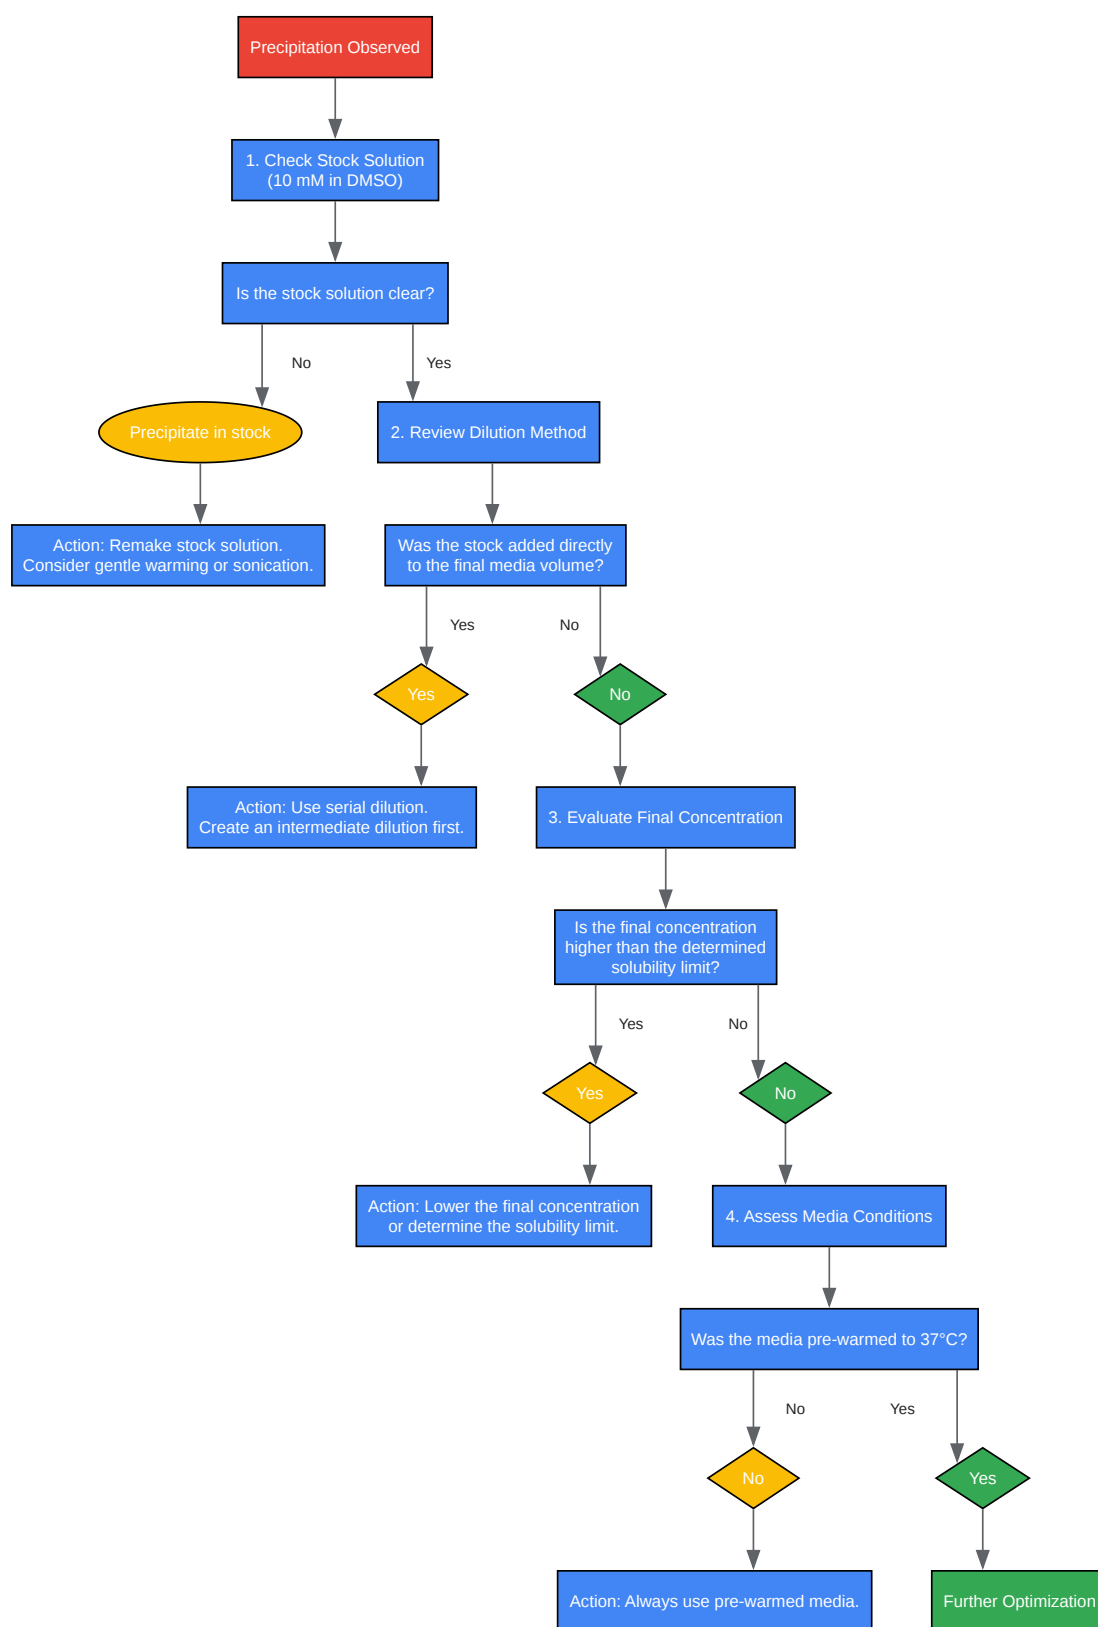 Precipitation Observed
1. Check Stock Solution
(10 mM in DMSO)
Is the stock solution clear?
No
Yes
Precipitate in stock
2. Review Dilution Method
Action: Remake stock solution.
Consider gentle warming or sonication.
Was the stock added directly
to the final media volume?
Yes
No
Yes
No
Action: Use serial dilution.
Create an intermediate dilution first.
3. Evaluate Final Concentration
Is the final concentration
higher than the determined
solubility limit?
Yes
No
Yes
No
Action: Lower the final concentration
or determine the solubility limit.
4. Assess Media Conditions
Was the media pre-warmed to 37°C?
No
Yes
No
Yes
Action: Always use pre-warmed media.
Further Optimization